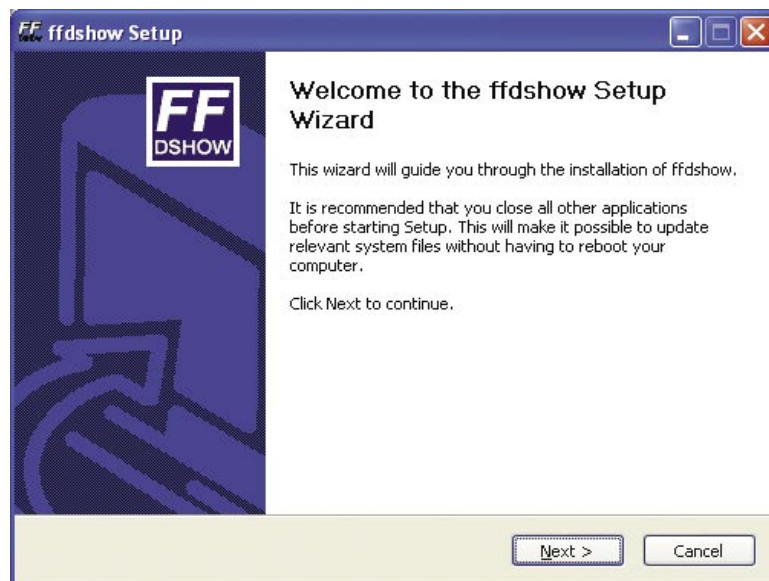 ffdshow Setup
FF
DSHOW
Welcome to the ffdshow Setup
Wizard
This wizard will guide you through the installation of ffdshow.
It is recommended that you close all other applications
before starting Setup. This will make it possible to update
relevant system files without having to reboot your
computer.
Click Next to continue.
Next >
Cancel